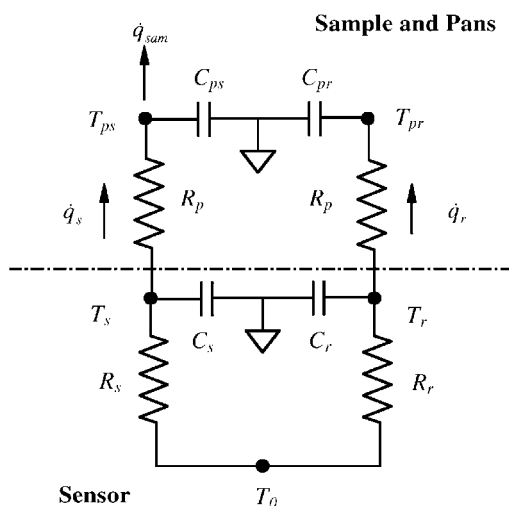 q̇sam
Sample and Pans
Cps
Cpr
Tps
Tpr
q̇s
Rp
Rp
q̇r
Ts
Cs
Cr
Tr
Rs
Rr
Sensor
T0